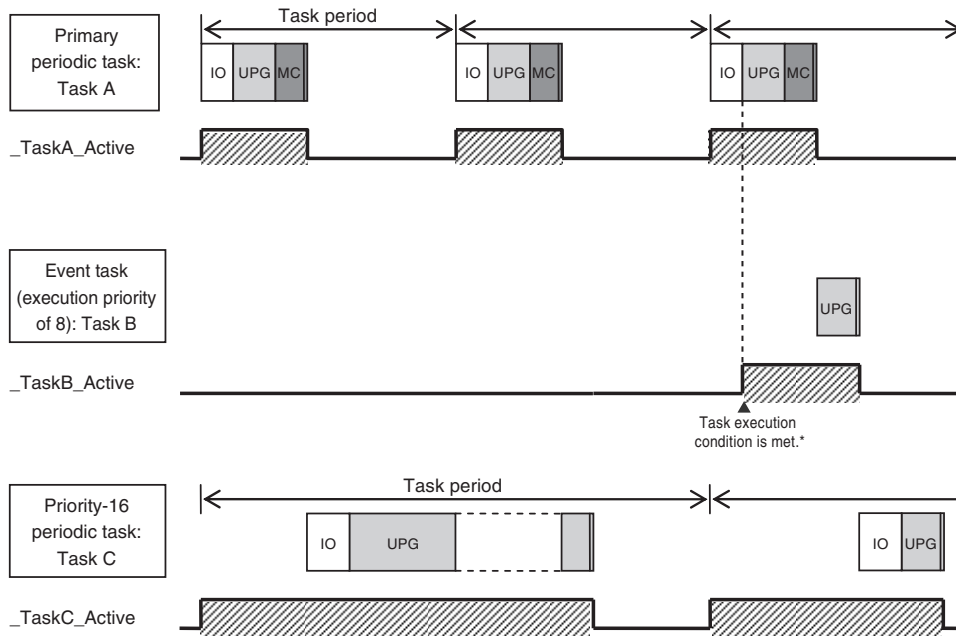 Task period
Primary
periodic task:
Task A
IO UPG MC
IO UPG MC
IO UPG MC
_TaskA_Active
Event task
(execution priority
of 8): Task B
UPG
_TaskB_Active
Task execution
condition is met.*
Task period
Priority-16
periodic task:
Task C
IO UPG
IO UPG
_TaskC_Active